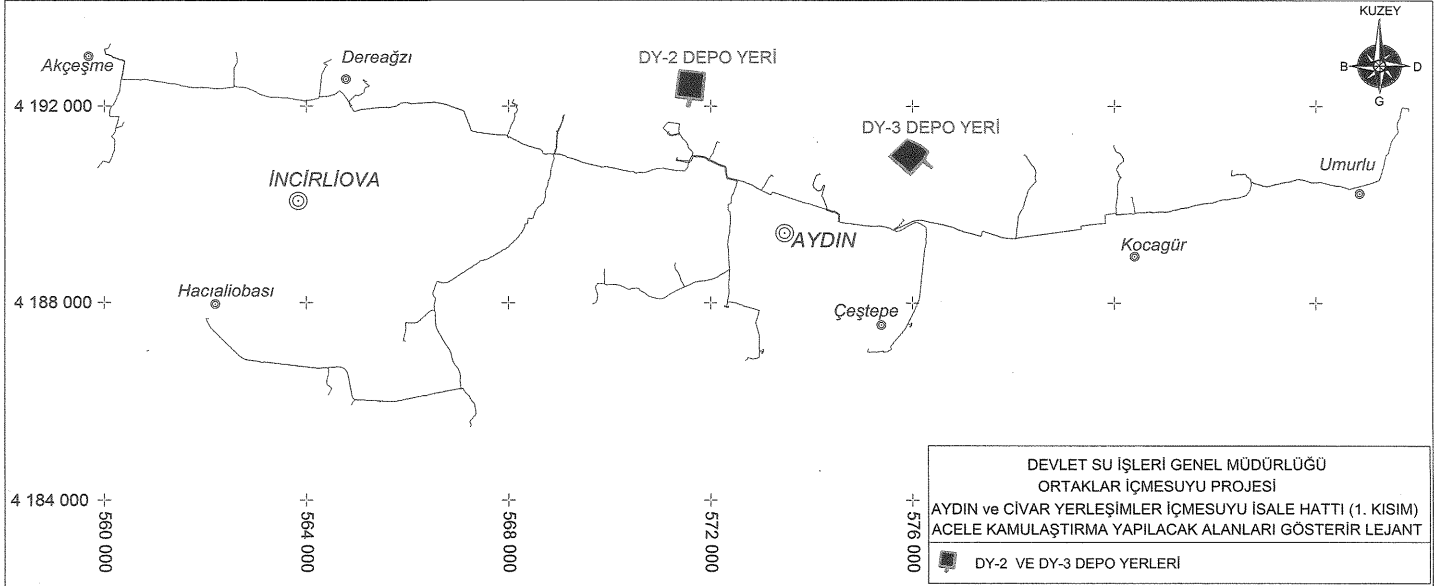 KUZEY
B
D
G
Akçeşme
Dereağzı
DY-2 DEPO YERİ
4 192 000
DY-3 DEPO YERİ
İNCİRLİOVA
Umurlu
AYDIN
Kocagür
Hacıaliobası
4 188 000
Çeştepe
4 184 000
560 000
564 000
568 000
572 000
576 000
DEVLET SU İŞLERİ GENEL MÜDÜRLÜĞÜ
ORTAKLAR İÇMESUYU PROJESİ
AYDIN ve CİVAR YERLEŞİMLER İÇMESUYU İSALE HATTI (1. KISIM)
ACELE KAMULAŞTIRMA YAPILACAK ALANLARI GÖSTERİR LEJANT
DY-2 VE DY-3 DEPO YERLERİ